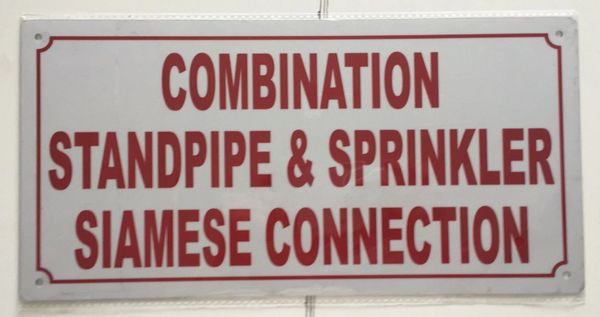 COMBINATION
STANDPIPE & SPRINKLER
SIAMESE CONNECTION